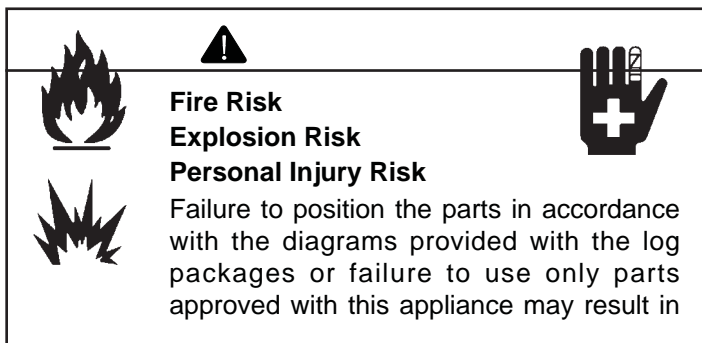 Fire Risk
Explosion Risk
Personal Injury Risk
Failure to position the parts in accordance
with the diagrams provided with the log
packages or failure to use only parts
approved with this appliance may result in